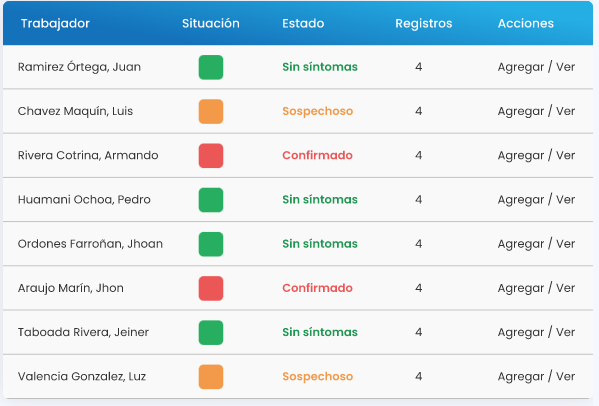 Trabajador Situación Estado Registros Acciones
Ramirez Órtega, Juan Sin síntomas 4 Agregar / Ver
Chavez Maquín, Luis Sospechoso 4 Agregar / Ver
Rivera Cotrina, Armando Confirmado 4 Agregar / Ver
Huamani Ochoa, Pedro Sin síntomas 4 Agregar / Ver
Ordones Farroñan, Jhoan Sin síntomas 4 Agregar / Ver
Araujo Marín, Jhon Confirmado 4 Agregar / Ver
Taboada Rivera, Jeiner Sin síntomas 4 Agregar / Ver
Valencia Gonzalez, Luz Sospechoso 4 Agregar / Ver